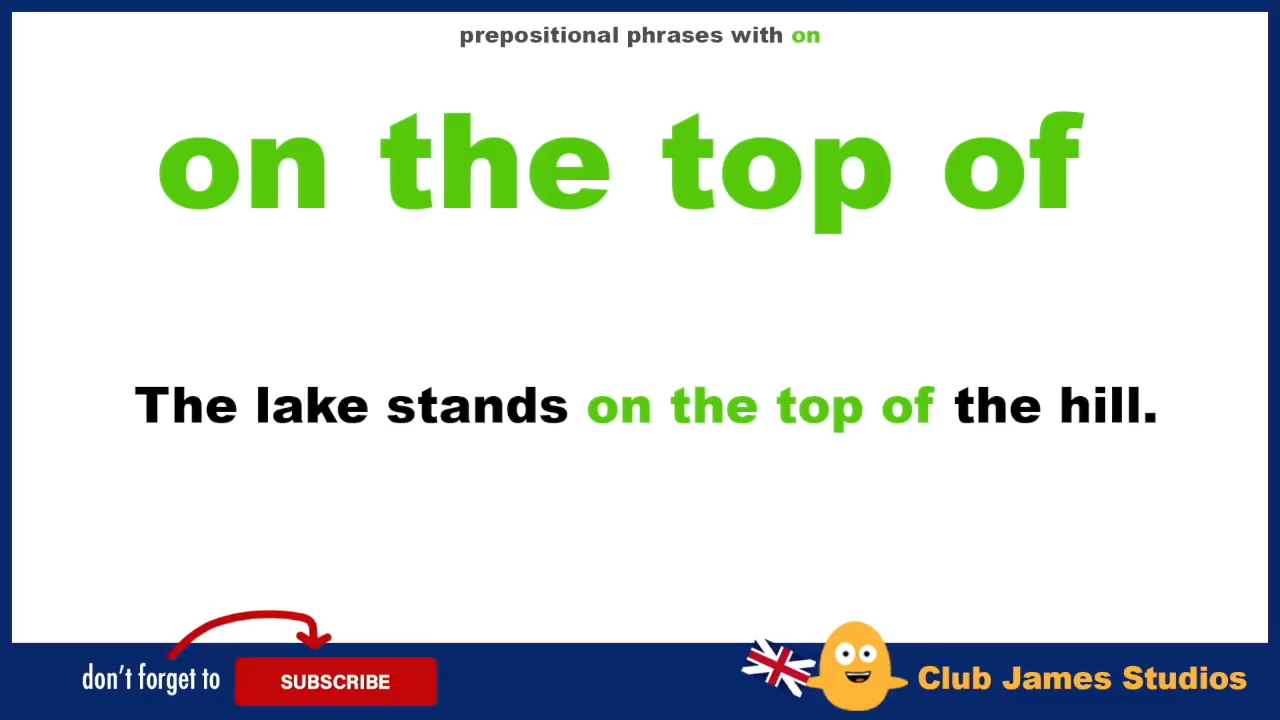 prepositional phrases with on
on the top of
The lake stands on the top of the hill.
don't forget to SUBSCRIBE
Club James Studios